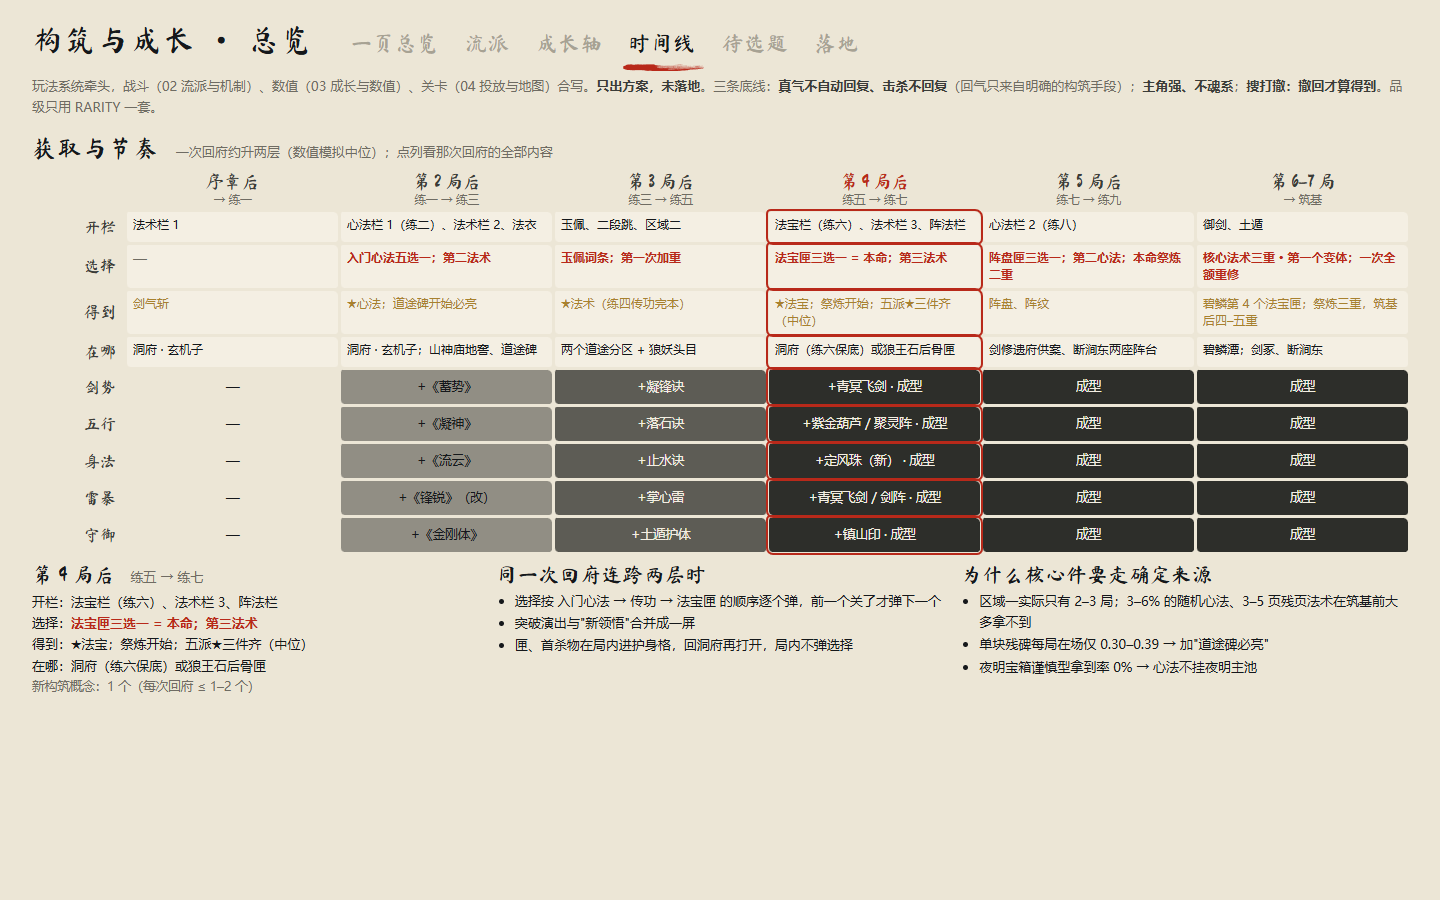 构筑与成长 · 总览 一页总览 流派 成长轴 时间线 待选题 落地
玩法系统牵头，战斗（02 流派与机制）、数值（03 成长与数值）、关卡（04 投放与地图）合写。只出方案，未落地。三条底线：真气不自动回复、击杀不回复（回气只来自明确的构筑手段）；主角强、不魂系；搜打撤：撤回才算得到。品
级只用 RARITY 一套。
获取与节奏 一次回府约升两层（数值模拟中位）；点列看那次回府的全部内容
序章后 第 2 局后 第 3 局后 第 4 局后 第 5 局后 第 6–7 局
→ 练一 练一 → 练三 练三 → 练五 练五 → 练七 练七 → 练九 → 筑基
开栏 法术栏 1 心法栏 1（练二）、法术栏 2、法衣 玉佩、二段跳、区域二 法宝栏（练六）、法术栏 3、阵法栏 心法栏 2（练八） 御剑、土遁
选择 — 入门心法五选一；第二法术 玉佩词条；第一次加重 法宝匣三选一 = 本命；第三法术 阵盘匣三选一；第二心法；本命祭炼 核心法术三重 · 第一个变体；一次全
二重 额重修
得到 剑气斩 ★心法；道途碑开始必亮 ★法术（练四传功完本） ★法宝；祭炼开始；五派★三件齐 阵盘、阵纹 碧鳞第 4 个法宝匣；祭炼三重，筑基
（中位） 后四–五重
在哪 洞府 · 玄机子 洞府 · 玄机子；山神庙地窖、道途碑 两个道途分区 + 狼妖头目 洞府（练六保底）或狼王石后骨匣 剑修遗府供案、断涧东两座阵台 碧鳞潭；剑冢、断涧东
剑势 — +《蓄势》 +凝锋诀 +青冥飞剑 · 成型 成型 成型
五行 — +《凝神》 +落石诀 +紫金葫芦 / 聚灵阵 · 成型 成型 成型
身法 — +《流云》 +止水诀 +定风珠（新） · 成型 成型 成型
雷暴 — +《锋锐》（改） +掌心雷 +青冥飞剑 / 剑阵 · 成型 成型 成型
守御 — +《金刚体》 +土遁护体 +镇山印 · 成型 成型 成型
第 4 局后 练五 → 练七
开栏：法宝栏（练六）、法术栏 3、阵法栏
选择：法宝匣三选一 = 本命；第三法术
得到：★法宝；祭炼开始；五派★三件齐（中位）
在哪：洞府（练六保底）或狼王石后骨匣
新构筑概念：1 个（每次回府 ≤ 1–2 个）
同一次回府连跨两层时
• 选择按 入门心法 → 传功 → 法宝匣 的顺序逐个弹，前一个关了才弹下一个
• 突破演出与"新领悟"合并成一屏
• 匣、首杀物在局内进护身格，回洞府再打开，局内不弹选择
为什么核心件要走确定来源
• 区域一实际只有 2–3 局；3–6% 的随机心法、3–5 页残页法术在筑基前大
多拿不到
• 单块残碑每局在场仅 0.30–0.39 → 加"道途碑必亮"
• 夜明宝箱谨慎型拿到率 0% → 心法不挂夜明主池